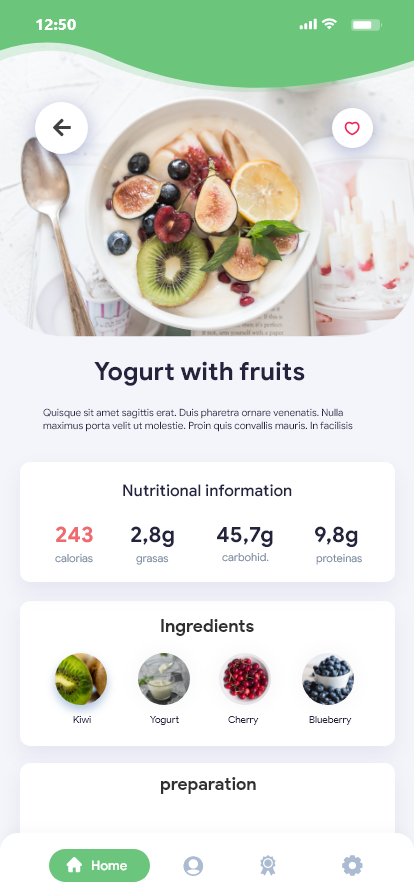 12:50
Yogurt with fruits
Quisque sit amet sagittis erat. Duis pharetra ornare venenatis. Nulla
maximus porta velit ut molestie. Proin quis convallis mauris. In facilisis
Nutritional information
243 2,8g 45,7g 9,8g
calorias grasas carbohid. proteinas
Ingredients
Kiwi Yogurt Cherry Blueberry
preparation
Home